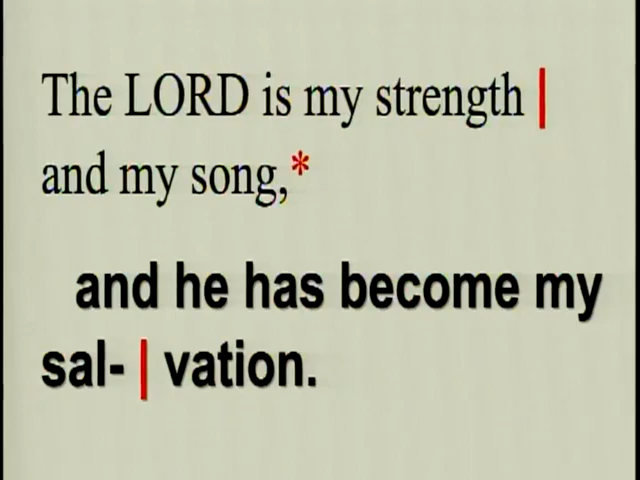 The LORD is my strength |
and my song,*
and he has become my
sal- | vation.